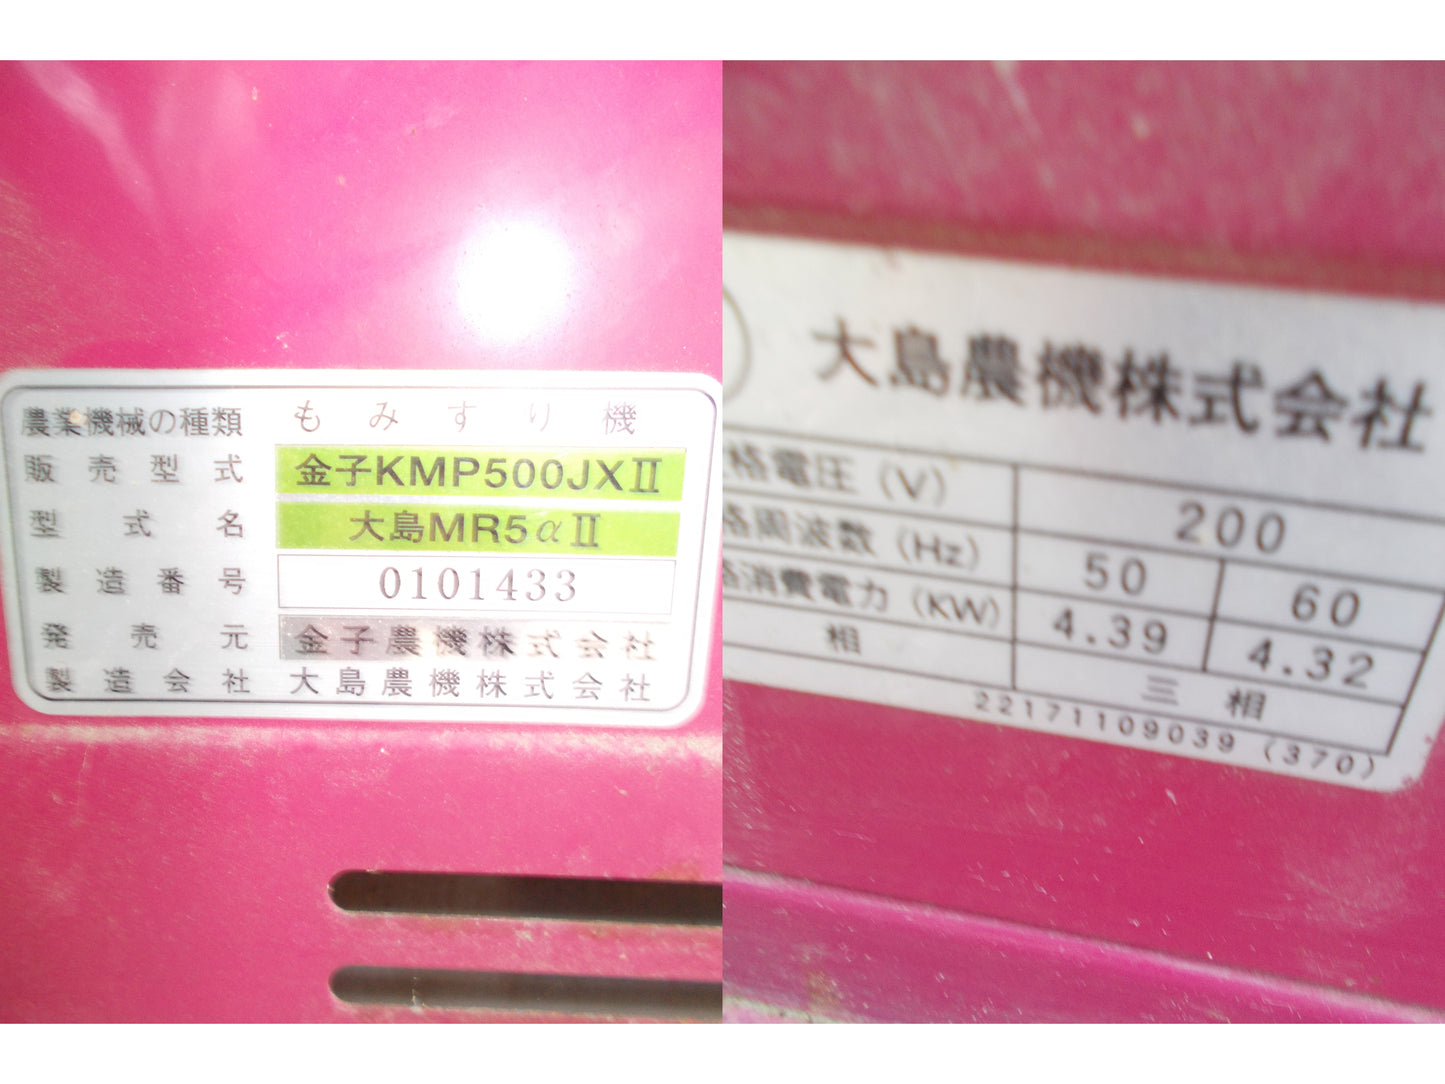 農業機械の種類 もみすり機
販売型式 金子KMP500JXⅡ
型式名 大島MR5αⅡ
製造番号 0101433
発売元 金子農機株式会社
製造会社 大島農機株式会社
大島農機株式会社
格電圧(V) 200
格周波数(Hz) 50 60
格消費電力(KW) 4.39 4.32
相 三相
22171109039(370)